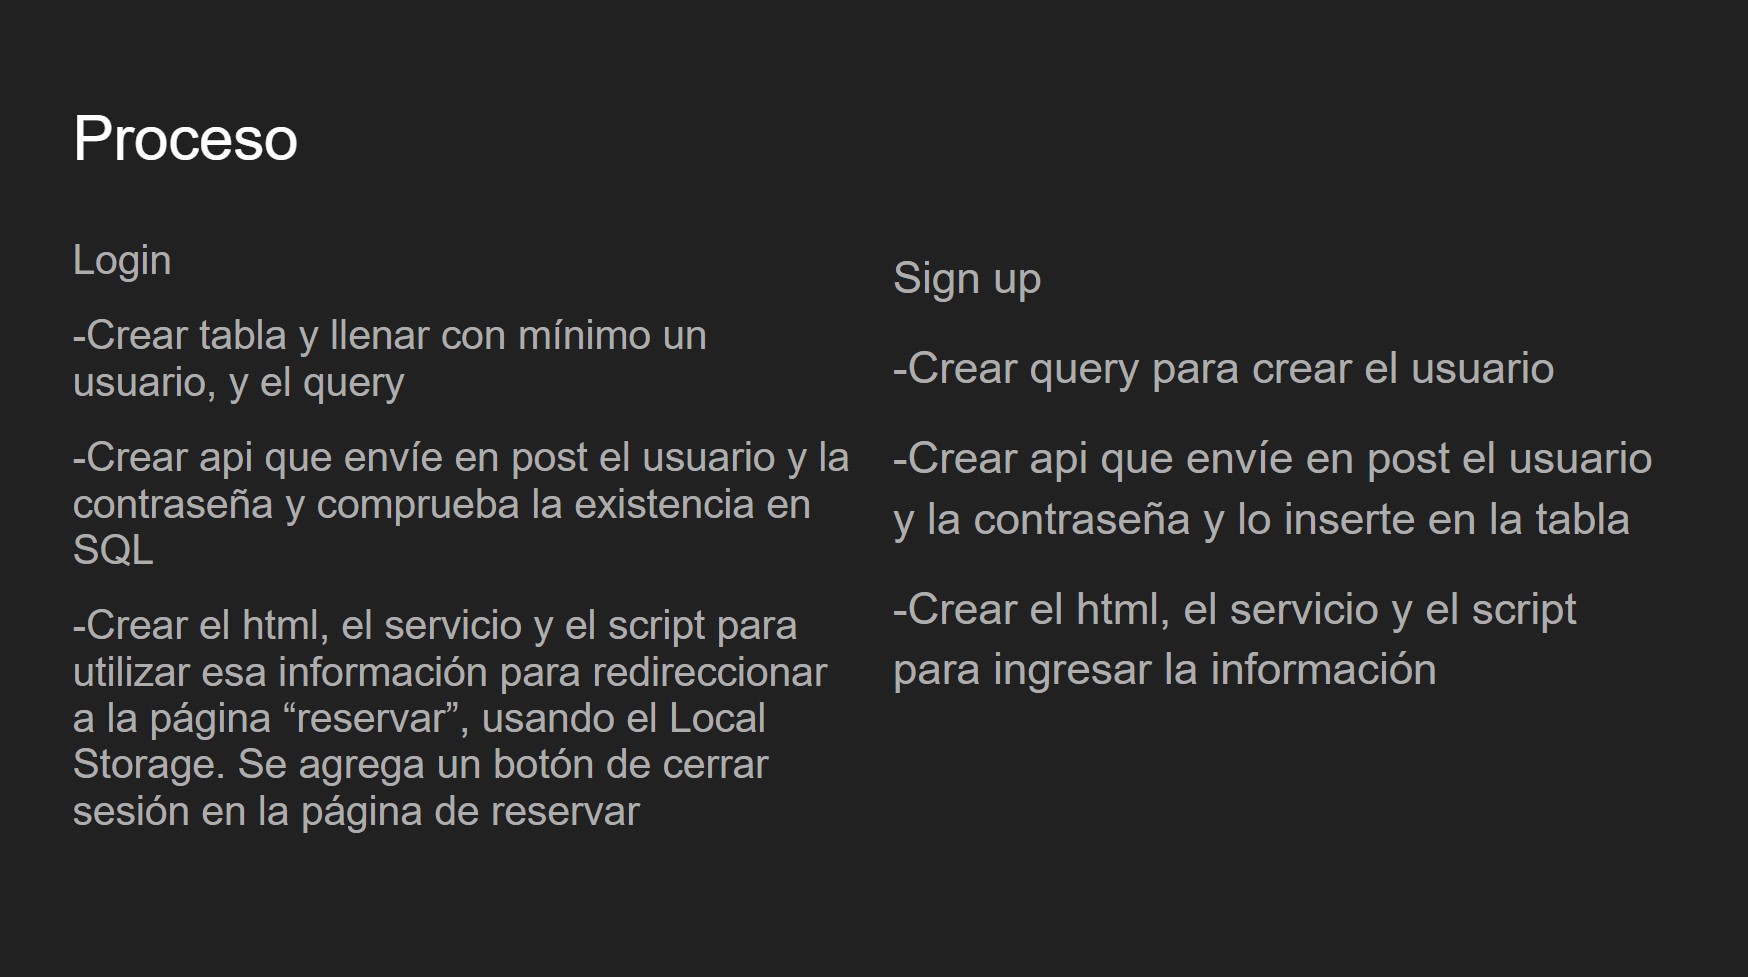 Proceso
Login
-Crear tabla y llenar con mínimo un
usuario, y el query
-Crear api que envíe en post el usuario y la
contraseña y comprueba la existencia en
SQL
-Crear el html, el servicio y el script para
utilizar esa información para redireccionar
a la página “reservar”, usando el Local
Storage. Se agrega un botón de cerrar
sesión en la página de reservar
Sign up
-Crear query para crear el usuario
-Crear api que envíe en post el usuario
y la contraseña y lo inserte en la tabla
-Crear el html, el servicio y el script
para ingresar la información